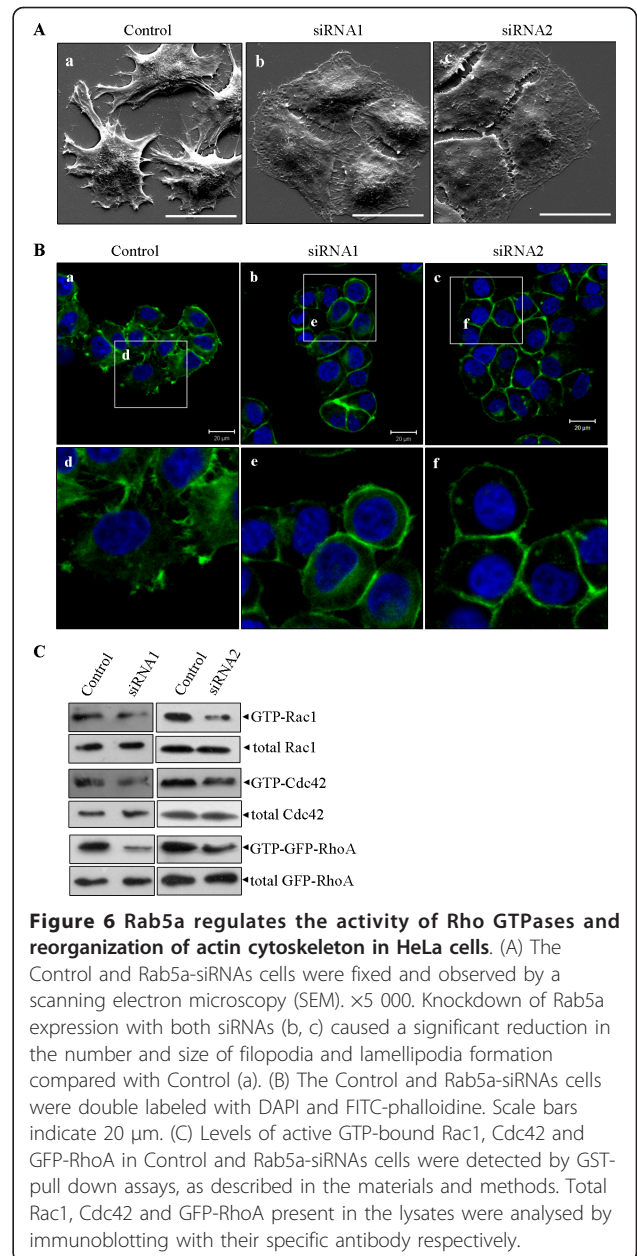 A
Control
siRNA1
siRNA2
a
b
c
B
Control
siRNA1
siRNA2
a
b
c
d
e
f
20 µm
20 µm
20 µm
d
e
f
C
Control
siRNA1
Control
siRNA2
GTP-Rac1
total Rac1
GTP-Cdc42
total Cdc42
GTP-GFP-RhoA
total GFP-RhoA
Figure 6 Rab5a regulates the activity of Rho GTPases and
reorganization of actin cytoskeleton in HeLa cells. (A) The
Control and Rab5a-siRNAs cells were fixed and observed by a
scanning electron microscopy (SEM). ×5 000. Knockdown of Rab5a
expression with both siRNAs (b, c) caused a significant reduction in
the number and size of filopodia and lamellipodia formation
compared with Control (a). (B) The Control and Rab5a-siRNAs cells
were double labeled with DAPI and FITC-phalloidine. Scale bars
indicate 20 µm. (C) Levels of active GTP-bound Rac1, Cdc42 and
GFP-RhoA in Control and Rab5a-siRNAs cells were detected by GST-
pull down assays, as described in the materials and methods. Total
Rac1, Cdc42 and GFP-RhoA present in the lysates were analysed by
immunoblotting with their specific antibody respectively.